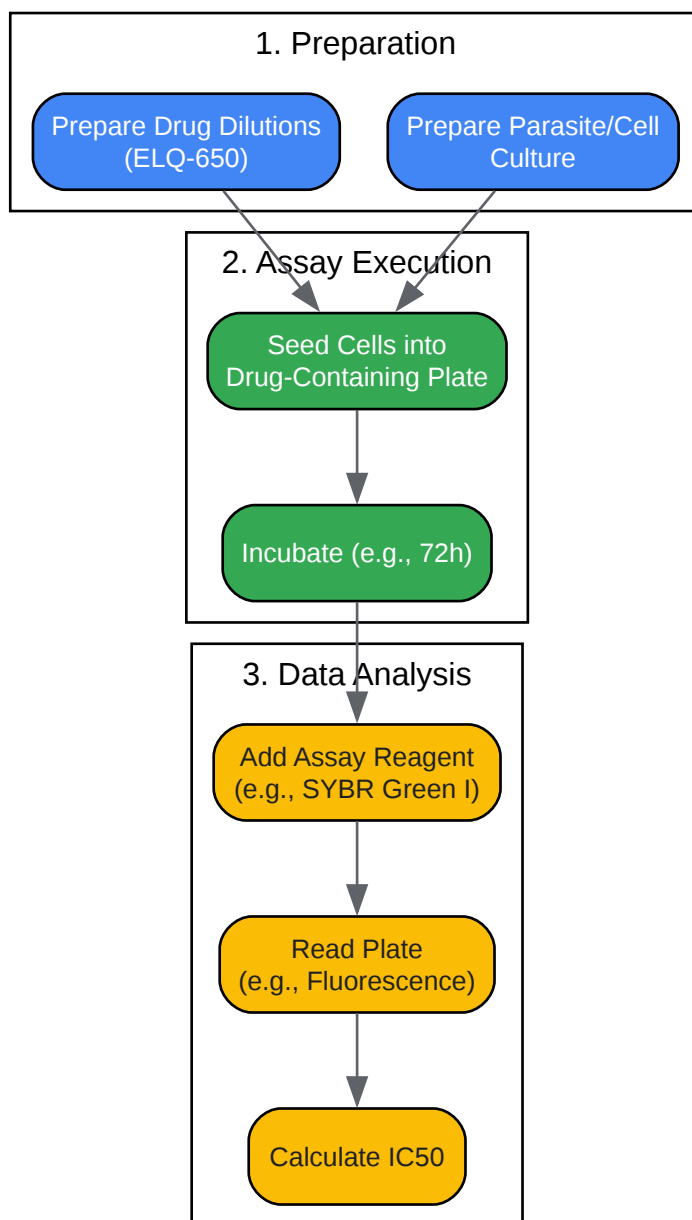 1. Preparation
Prepare Drug Dilutions
(ELQ-650)
Prepare Parasite/Cell
Culture
2. Assay Execution
Seed Cells into
Drug-Containing Plate
Incubate (e.g., 72h)
3. Data Analysis
Add Assay Reagent
(e.g., SYBR Green I)
Read Plate
(e.g., Fluorescence)
Calculate IC50